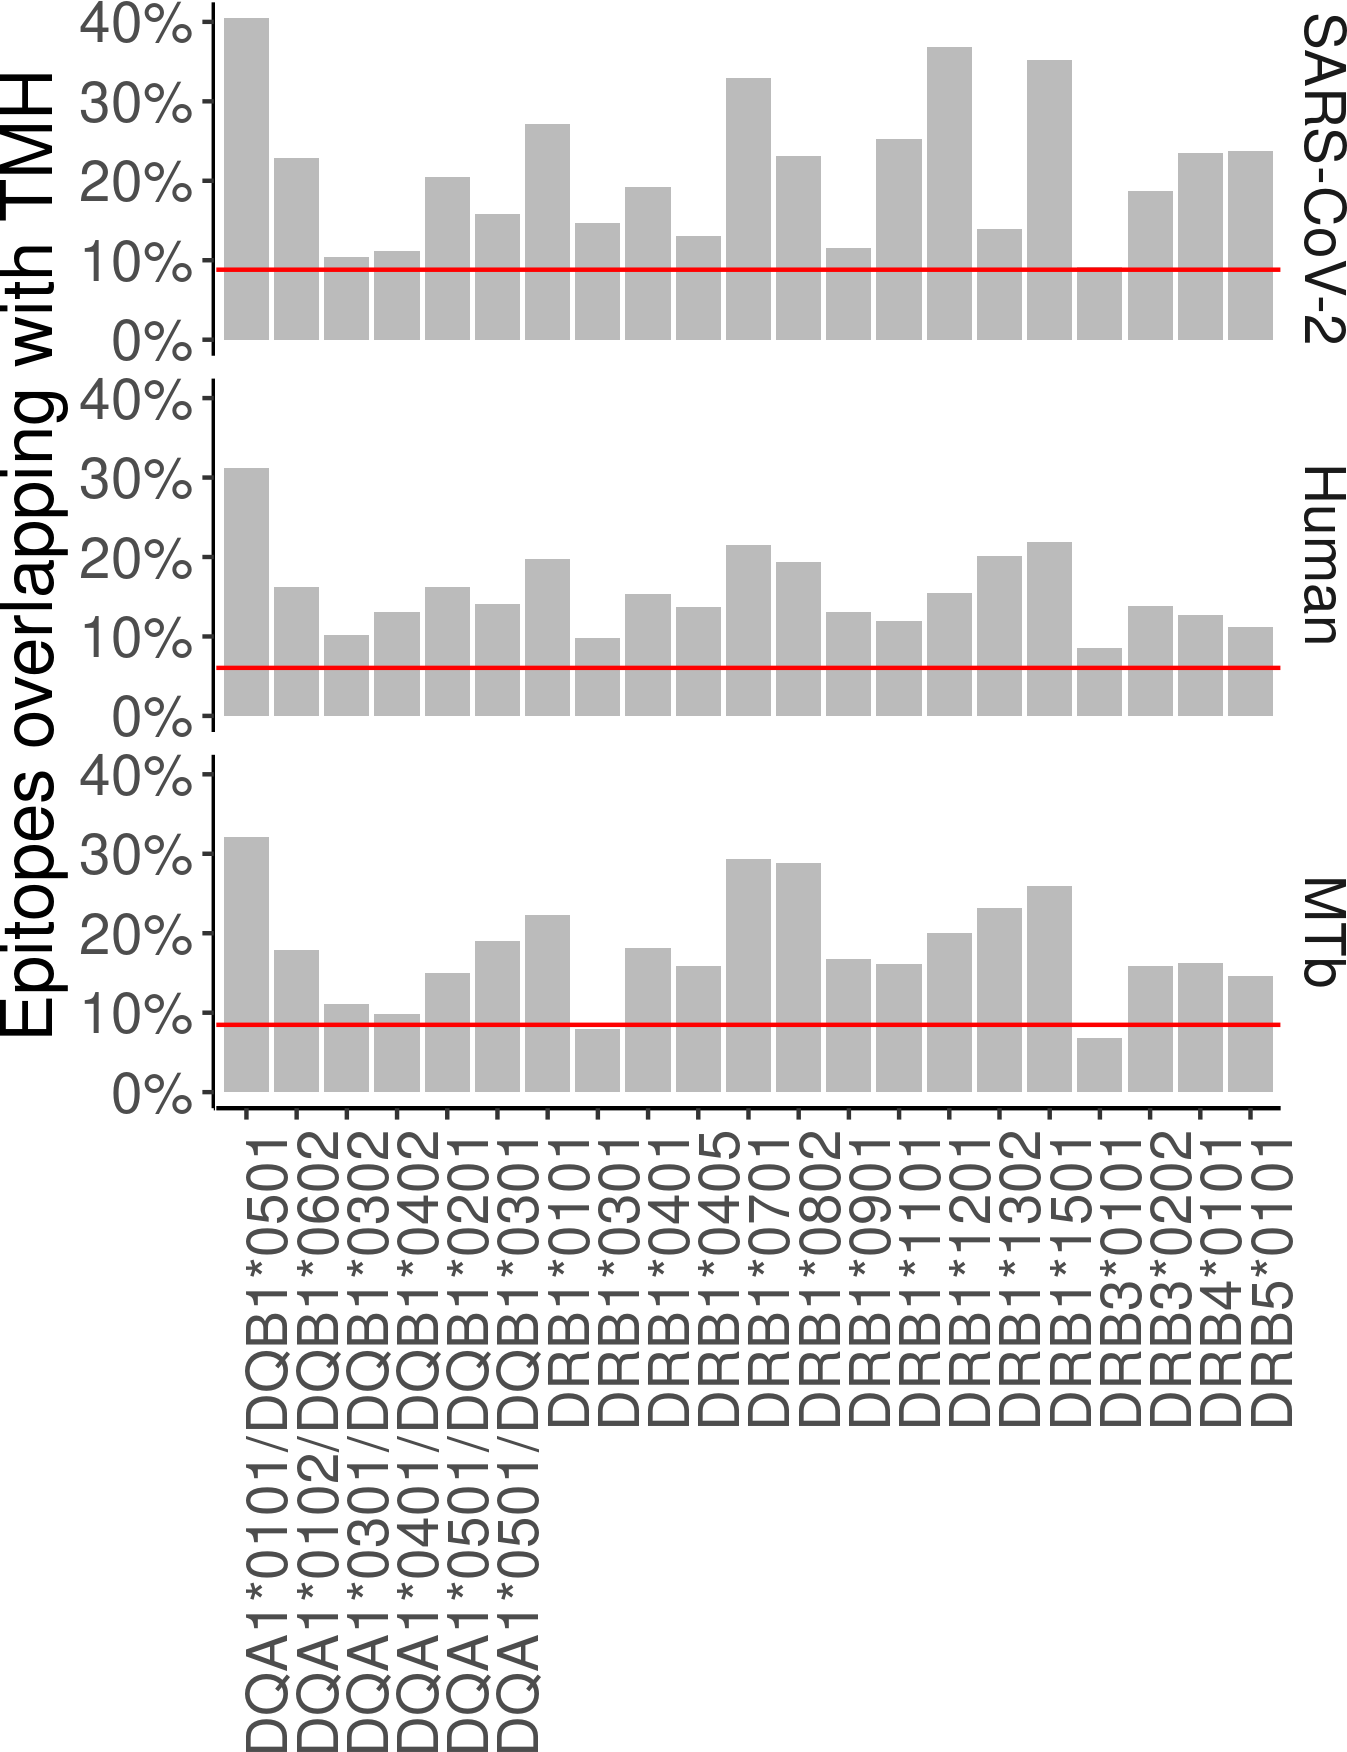 Epitopes overlapping with TMH
40%
30%
20%
10%
0%
SARS-CoV-2
40%
30%
20%
10%
0%
Human
40%
30%
20%
10%
0%
MTb
DQA1*0101/DQB1*0501
DQA1*0102/DQB1*0602
DQA1*0301/DQB1*0302
DQA1*0401/DQB1*0402
DQA1*0501/DQB1*0201
DQA1*0501/DQB1*0301
DRB1*0101
DRB1*0301
DRB1*0401
DRB1*0405
DRB1*0701
DRB1*0802
DRB1*0901
DRB1*1101
DRB1*1201
DRB1*1302
DRB1*1501
DRB3*0101
DRB3*0202
DRB4*0101
DRB5*0101